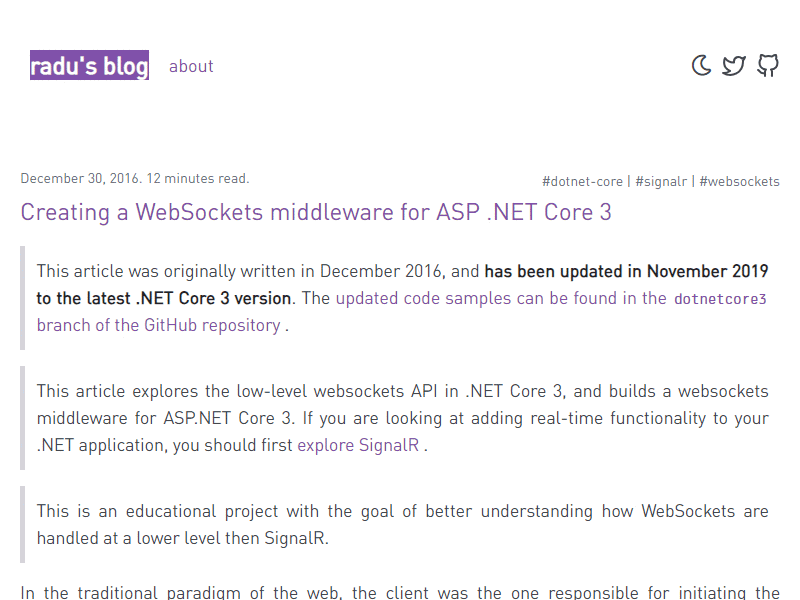 radu's blog about
December 30, 2016. 12 minutes read.
#dotnet-core | #signalr | #websockets
Creating a WebSockets middleware for ASP .NET Core 3
This article was originally written in December 2016, and has been updated in November 2019
to the latest .NET Core 3 version. The updated code samples can be found in the dotnetcore3
branch of the GitHub repository .
This article explores the low-level websockets API in .NET Core 3, and builds a websockets
middleware for ASP.NET Core 3. If you are looking at adding real-time functionality to your
.NET application, you should first explore SignalR .
This is an educational project with the goal of better understanding how WebSockets are
handled at a lower level then SignalR.
In the traditional paradigm of the web, the client was the one responsible for initiating the